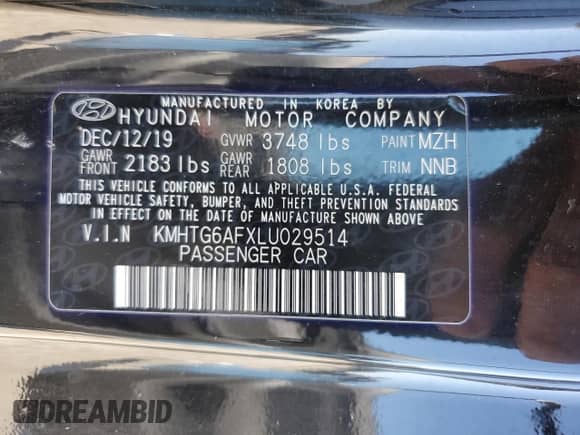 MANUFACTURED IN KOREA BY
HYUNDAI MOTOR COMPANY
DEC/12/19 GVWR 3748 lbs PAINT MZH
GAWR FRONT 2183 lbs GAWR REAR 1808 lbs TRIM NNB
THIS VEHICLE CONFORMS TO ALL APPLICABLE U.S.A. FEDERAL
MOTOR VEHICLE SAFETY, BUMPER, AND THEFT PREVENTION STANDARDS
IN EFFECT ON THE DATE OF MANUFACTURE SHOWN ABOVE.
V.I.N KMHTG6AFXLU029514
PASSENGER CAR
DREAMBID